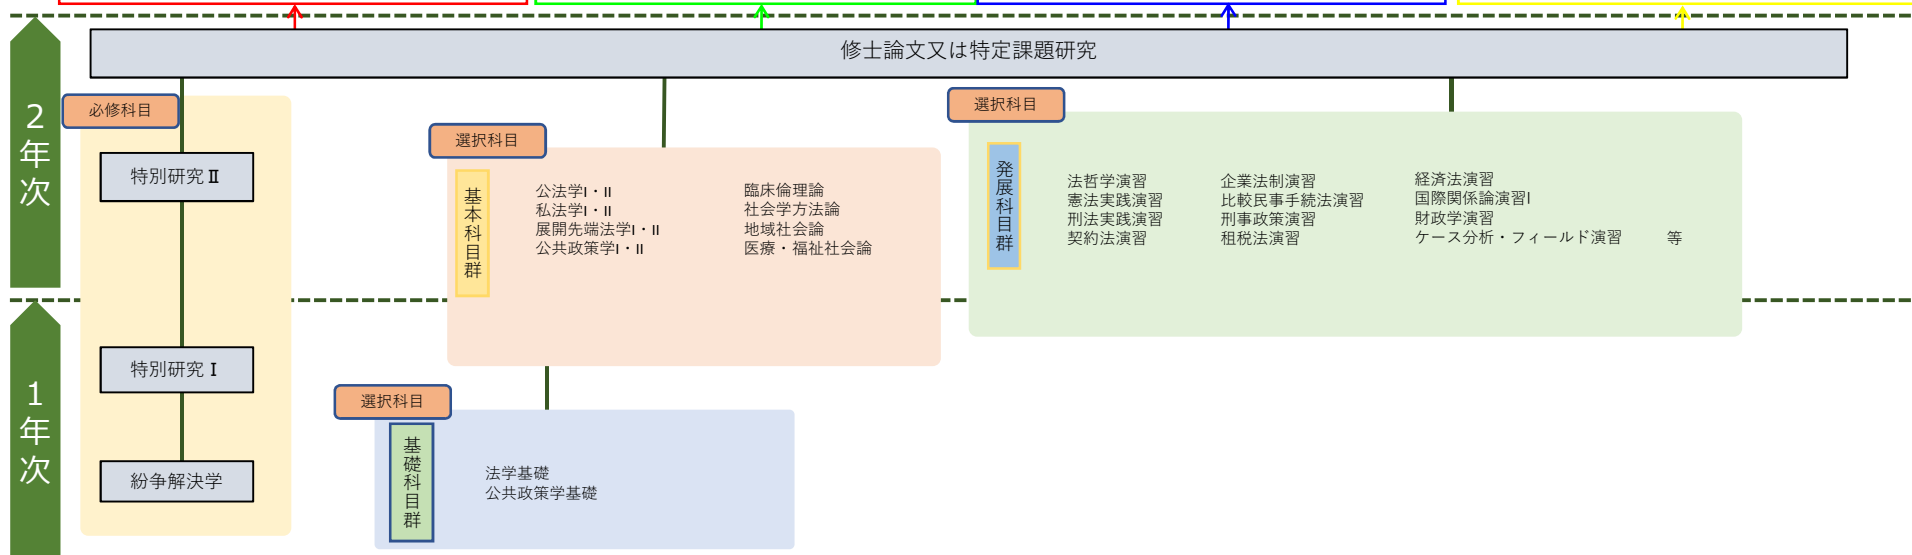 修士論文又は特定課題研究
2年次
必修科目
特別研究Ⅱ
特別研究Ⅰ
紛争解決学
選択科目
基本科目群
公法学I・II
私法学I・II
展開先端法学I・II
公共政策学I・II
臨床倫理論
社会学方法論
地域社会論
医療・福祉社会論
選択科目
発展科目群
法哲学演習
憲法実践演習
刑法実践演習
契約法演習
企業法制演習
比較民事手続法演習
刑事政策演習
租税法演習
経済法演習
国際関係論演習I
財政学演習
ケース分析・フィールド演習
等
1年次
選択科目
基礎科目群
法学基礎
公共政策学基礎